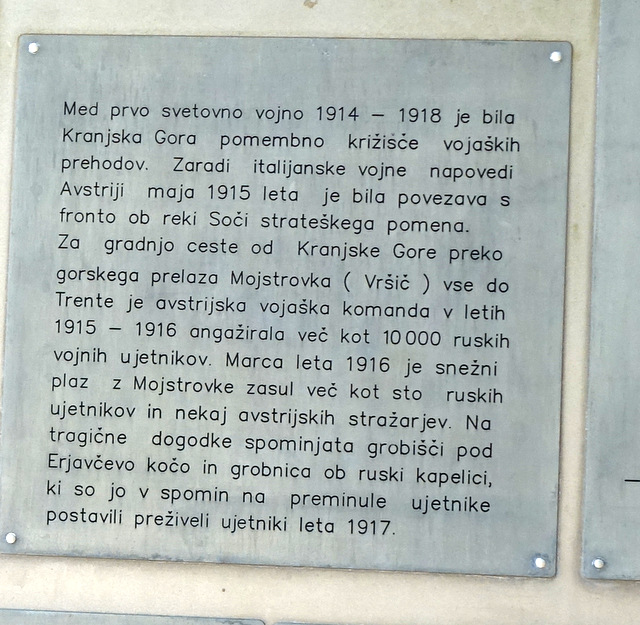 Med prvo svetovno vojno 1914 – 1918 je bila
Kranjska Gora pomembno križisče vojaških
prehodov. Zaradi italijanske vojne napovedi
Avstriji maja 1915 leta je bila povezava s
fronto ob reki Soči strateškega pomena.
Za gradnjo ceste od Kranjske Gore preko
gorskega prelaza Mojstrovka ( Vršič ) vse do
Trente je avstrijska vojaška komanda v letih
1915 – 1916 angažirala več kot 10 000 ruskih
vojnih ujetnikov. Marca leta 1916 je snežni
plaz z Mojstrovke zasul več kot sto ruskih
ujetnikov in nekaj avstrijskih stražarjev. Na
tragične dogodke spominjata grobišči pod
Erjavčevo kočo in grobnica ob ruski kapelici,
ki so jo v spomin na preminule ujetnike
postavili preživeli ujetniki leta 1917.